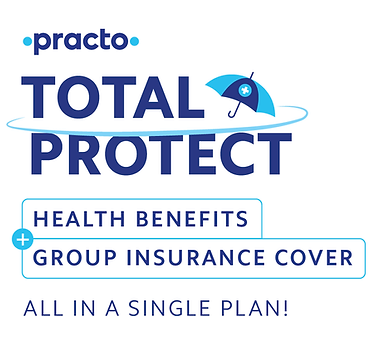 practo
TOTAL
PROTECT
HEALTH BENEFITS
+
GROUP INSURANCE COVER
ALL IN A SINGLE PLAN!